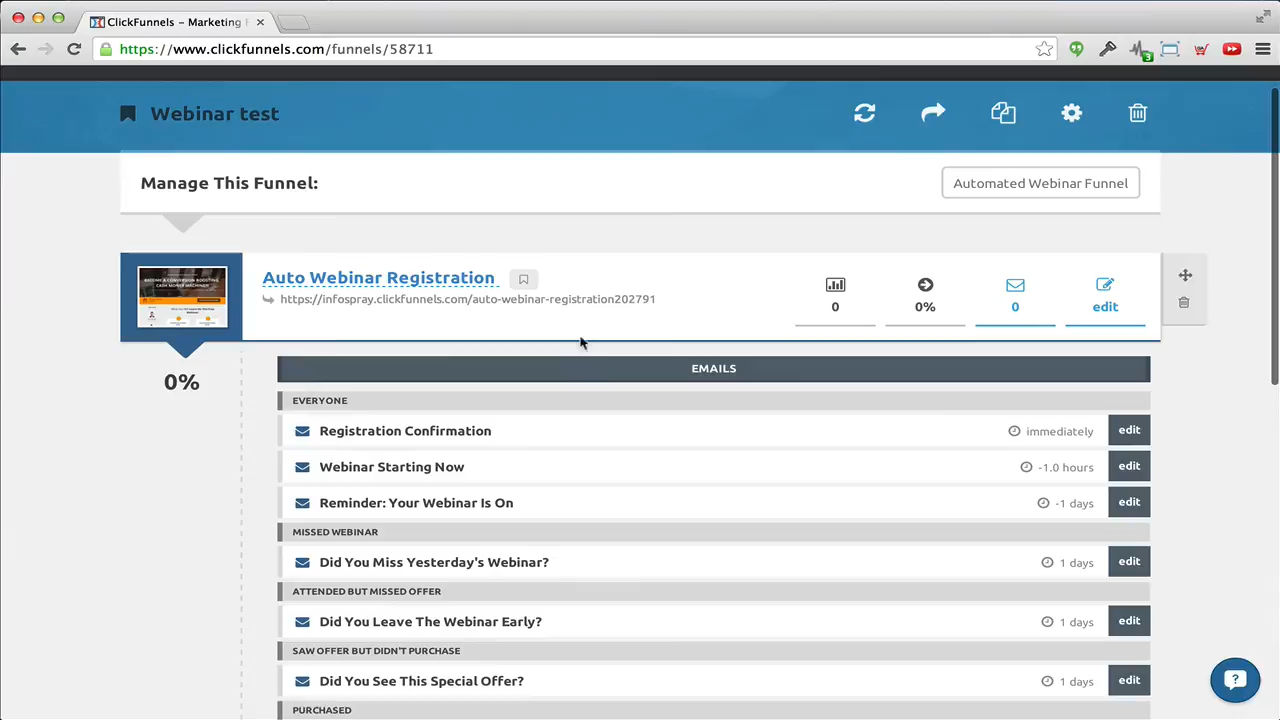 ClickFunnels – Marketing
https://www.clickfunnels.com/funnels/58711
3
Webinar test
Manage This Funnel:
Automated Webinar Funnel
Auto Webinar Registration
https://infospray.clickfunnels.com/auto-webinar-registration202791
0
0%
0
edit
0%
EMAILS
EVERYONE
Registration Confirmation immediately edit
Webinar Starting Now -1.0 hours edit
Reminder: Your Webinar Is On -1 days edit
MISSED WEBINAR
Did You Miss Yesterday's Webinar? 1 days edit
ATTENDED BUT MISSED OFFER
Did You Leave The Webinar Early? 1 days edit
SAW OFFER BUT DIDN'T PURCHASE
Did You See This Special Offer? 1 days edit
PURCHASED